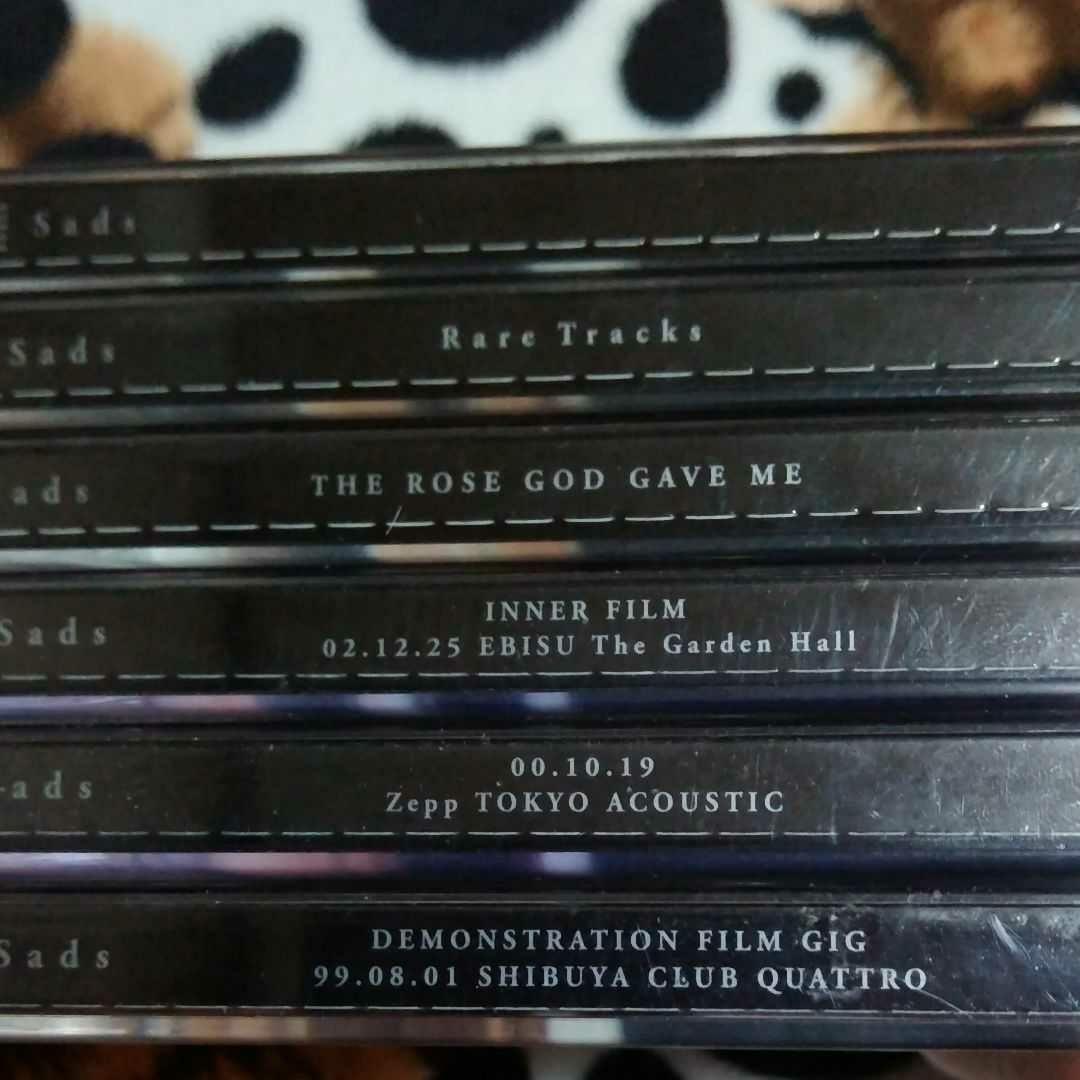 Sads
Sads Rare Tracks
ads THE ROSE GOD GAVE ME
Sads INNER FILM
02.12.25 EBISU The Garden Hall
ads 00.10.19
Zepp TOKYO ACOUSTIC
Sads DEMONSTRATION FILM GIG
99.08.01 SHIBUYA CLUB QUATTRO